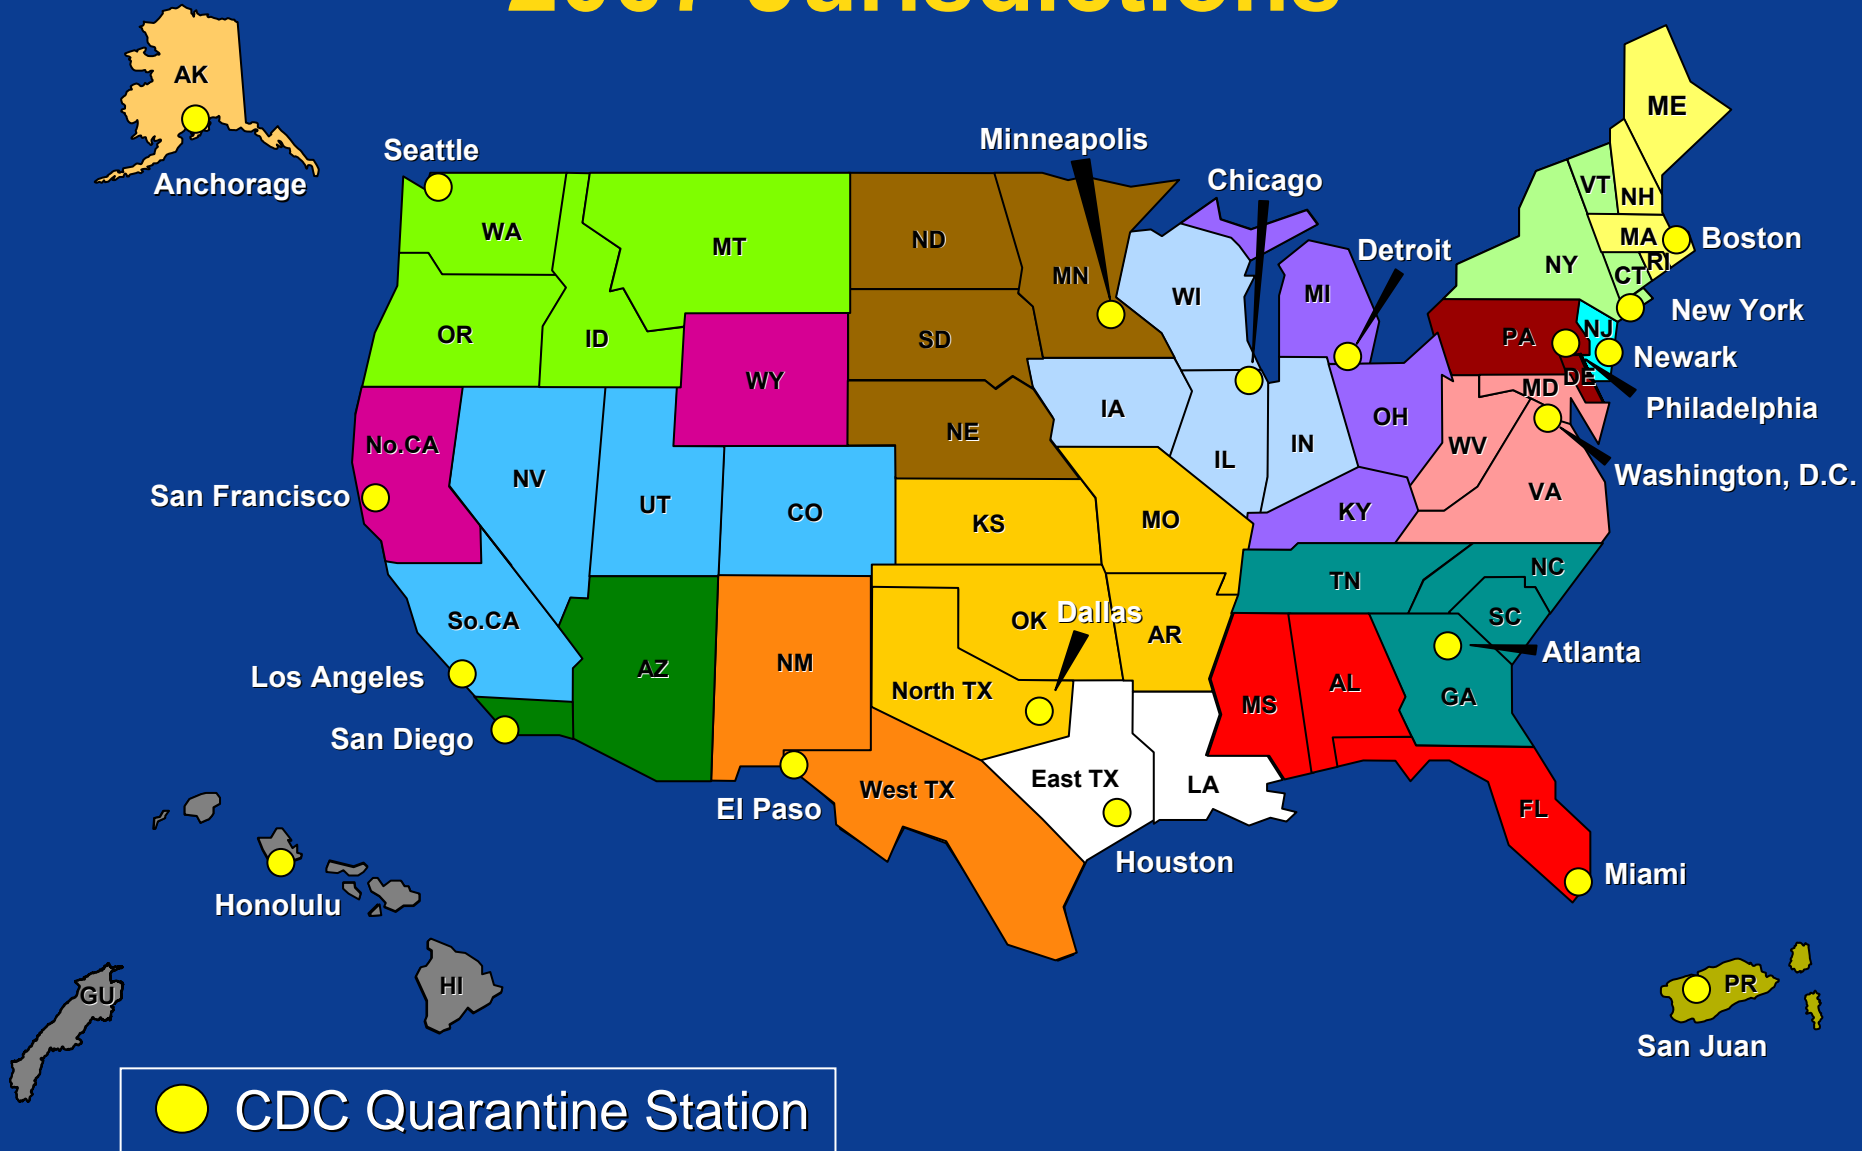 2007 Jurisdictions
AK
Anchorage
Seattle
Minneapolis
Chicago
Detroit
ME
VT
NH
MA
Boston
RI
CT
NY
New York
WA
MT
ND
MN
WI
MI
OR
ID
SD
PA
NJ
Newark
DE
MD
Philadelphia
WY
IA
OH
No.CA
NE
IL
IN
WV
Washington, D.C.
San Francisco
NV
UT
CO
KS
MO
KY
VA
TN
NC
So.CA
OK
Dallas
AR
SC
Atlanta
Los Angeles
AZ
NM
North TX
MS
AL
GA
San Diego
El Paso
West TX
East TX
LA
FL
Houston
Miami
Honolulu
GU
HI
PR
San Juan
CDC Quarantine Station